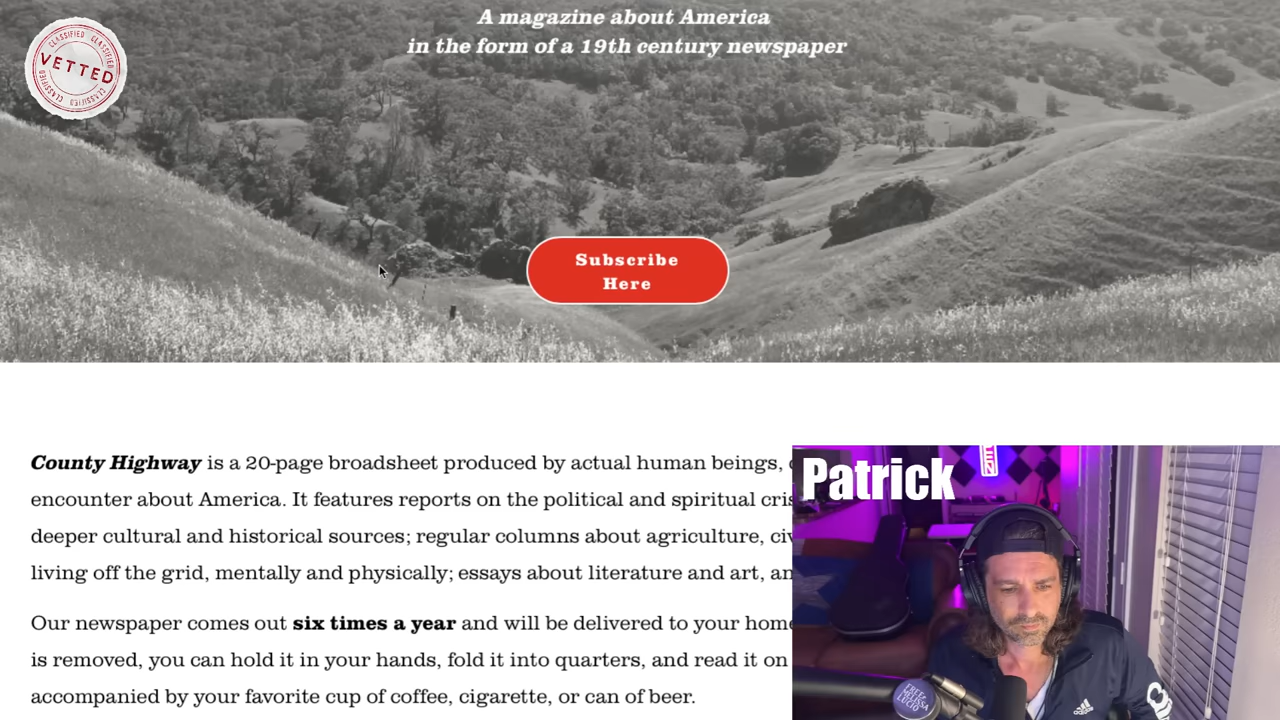 A magazine about America
in the form of a 19th century newspaper
CLASSIFIED
VETTED
CLASSIFIED
Subscribe
Here
County Highway is a 20-page broadsheet produced by actual human beings,
encounter about America. It features reports on the political and spiritual
deeper cultural and historical sources; regular columns about agriculture,
living off the grid, mentally and physically; essays about literature and art,
Our newspaper comes out six times a year and will be delivered to your
is removed, you can hold it in your hands, fold it into quarters, and read it on
accompanied by your favorite cup of coffee, cigarette, or can of beer.
Patrick
FREE
MELISSA
LUCIO